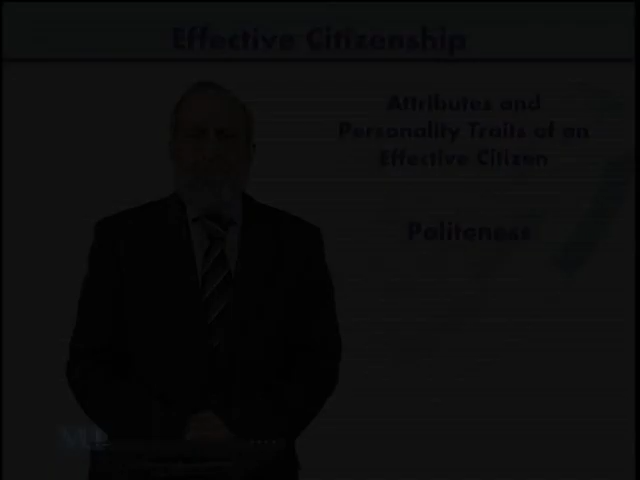 Effective Citizenship
Attributes and
Personality Traits of an
Effective Citizen
Politeness